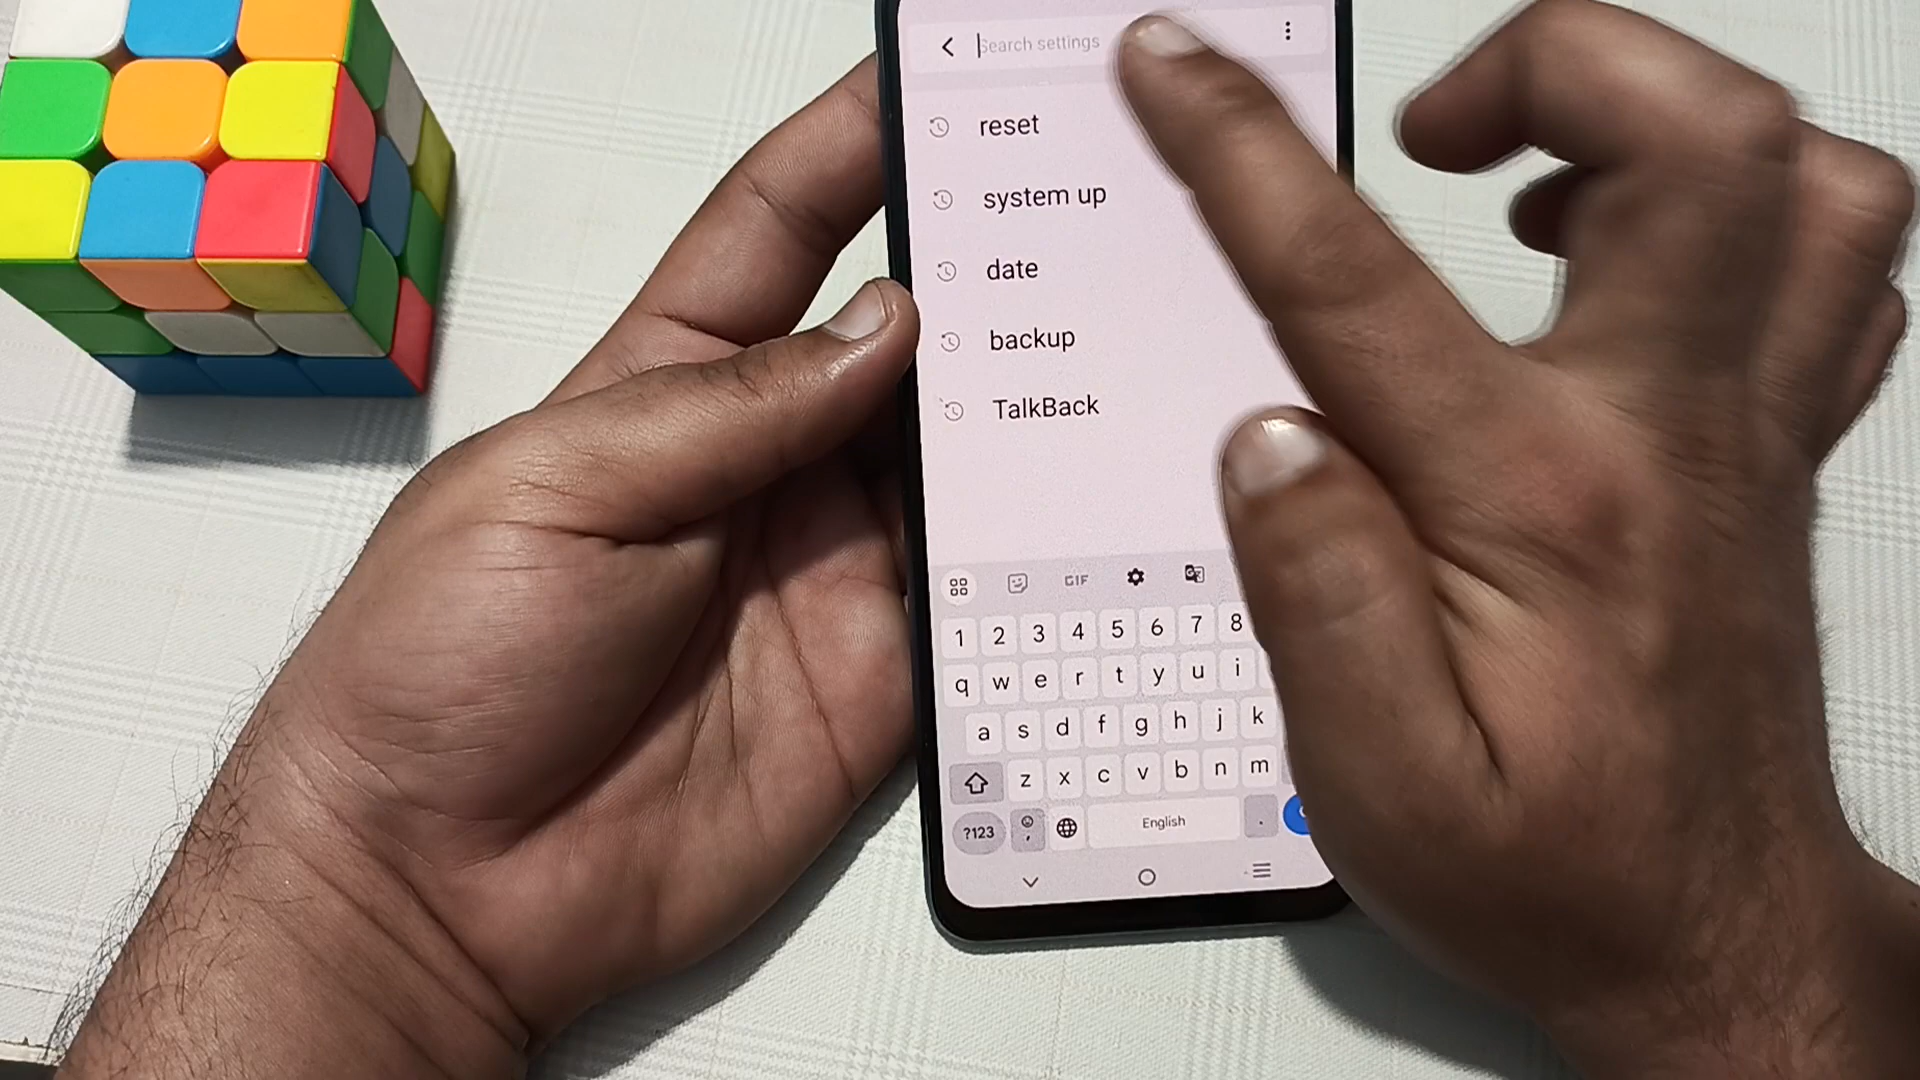 Search settings
reset
system up
date
backup
TalkBack
GIF
1 2 3 4 5 6 7 8
q w e r t y u i
a s d f g h j k
z x c v b n m
?123 , English .